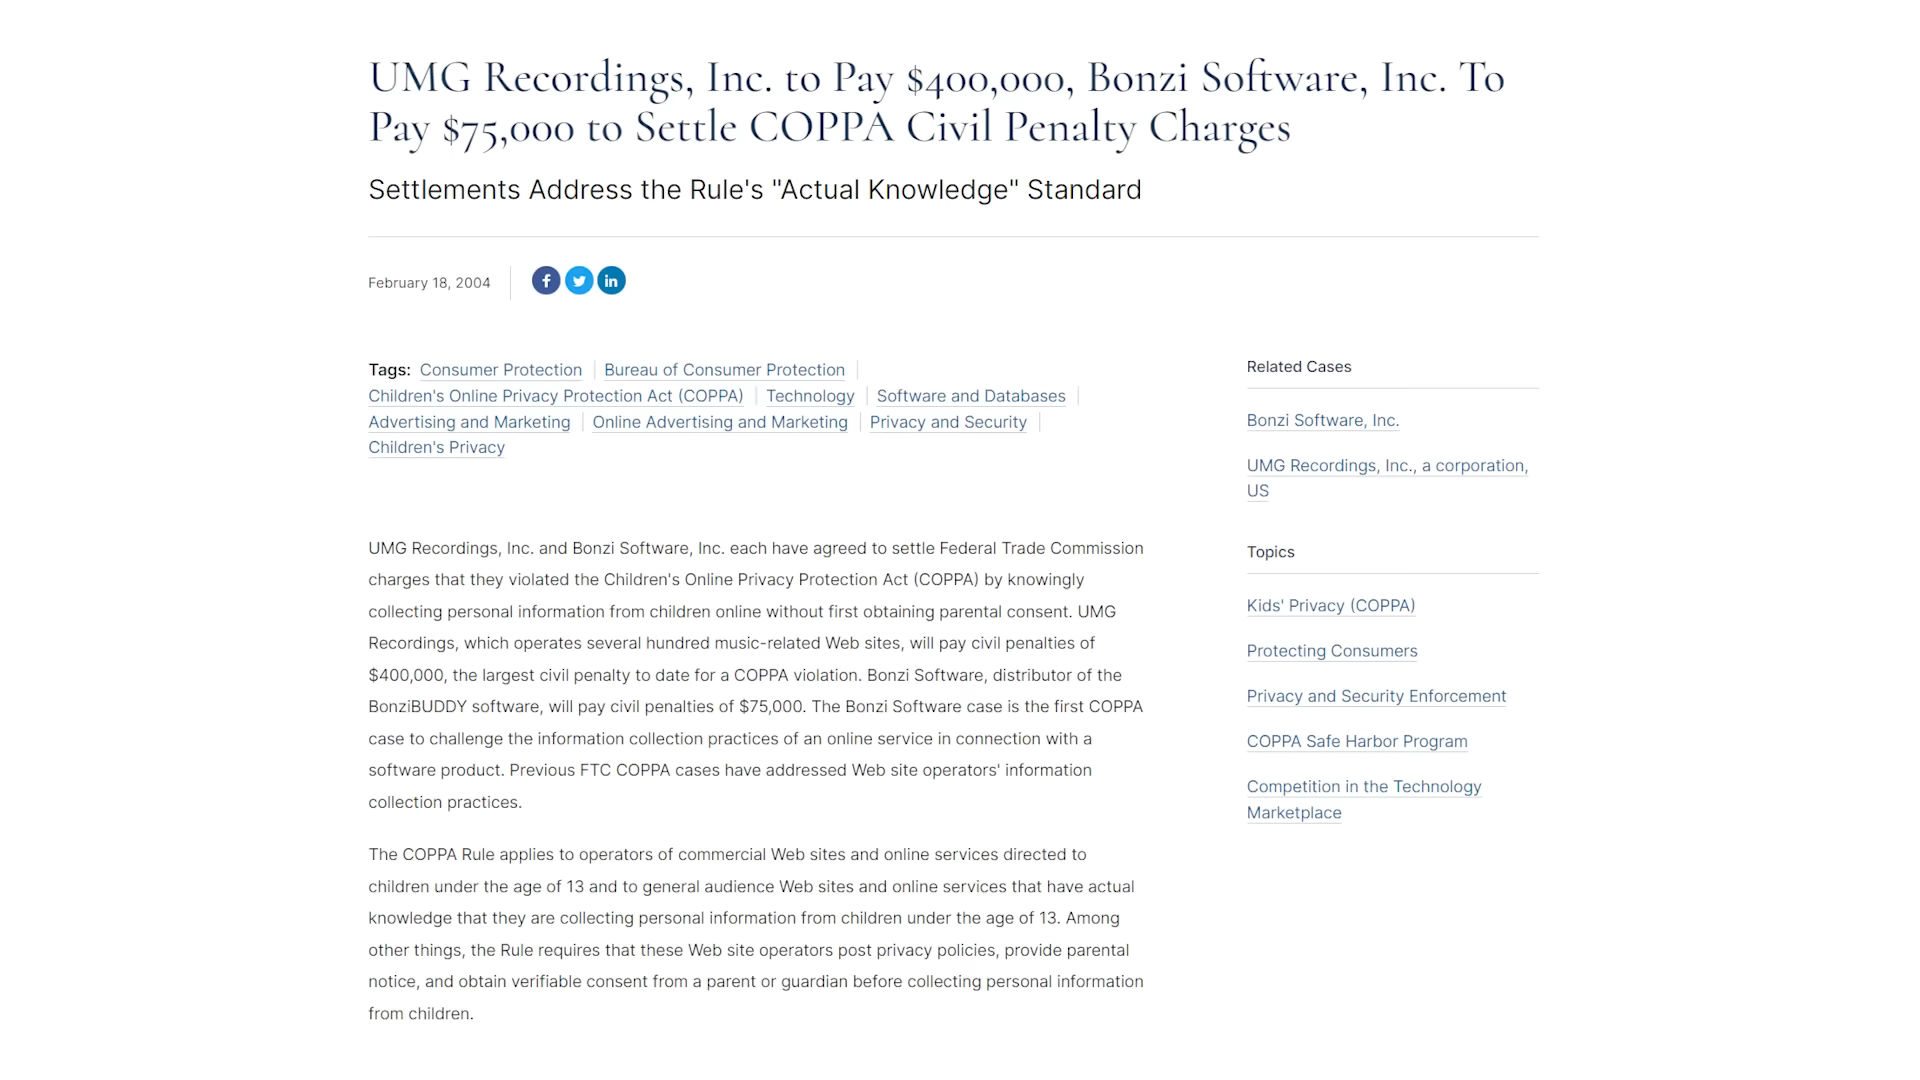 UMG Recordings, Inc. to Pay $400,000, Bonzi Software, Inc. To
Pay $75,000 to Settle COPPA Civil Penalty Charges
Settlements Address the Rule's "Actual Knowledge" Standard
February 18, 2004
Tags: Consumer Protection Bureau of Consumer Protection
Children's Online Privacy Protection Act (COPPA) Technology Software and Databases
Advertising and Marketing Online Advertising and Marketing Privacy and Security
Children's Privacy
UMG Recordings, Inc. and Bonzi Software, Inc. each have agreed to settle Federal Trade Commission
charges that they violated the Children's Online Privacy Protection Act (COPPA) by knowingly
collecting personal information from children online without first obtaining parental consent. UMG
Recordings, which operates several hundred music-related Web sites, will pay civil penalties of
$400,000, the largest civil penalty to date for a COPPA violation. Bonzi Software, distributor of the
BonziBUDDY software, will pay civil penalties of $75,000. The Bonzi Software case is the first COPPA
case to challenge the information collection practices of an online service in connection with a
software product. Previous FTC COPPA cases have addressed Web site operators' information
collection practices.
The COPPA Rule applies to operators of commercial Web sites and online services directed to
children under the age of 13 and to general audience Web sites and online services that have actual
knowledge that they are collecting personal information from children under the age of 13. Among
other things, the Rule requires that these Web site operators post privacy policies, provide parental
notice, and obtain verifiable consent from a parent or guardian before collecting personal information
from children.
Related Cases
Bonzi Software, Inc.
UMG Recordings, Inc., a corporation,
US
Topics
Kids' Privacy (COPPA)
Protecting Consumers
Privacy and Security Enforcement
COPPA Safe Harbor Program
Competition in the Technology
Marketplace